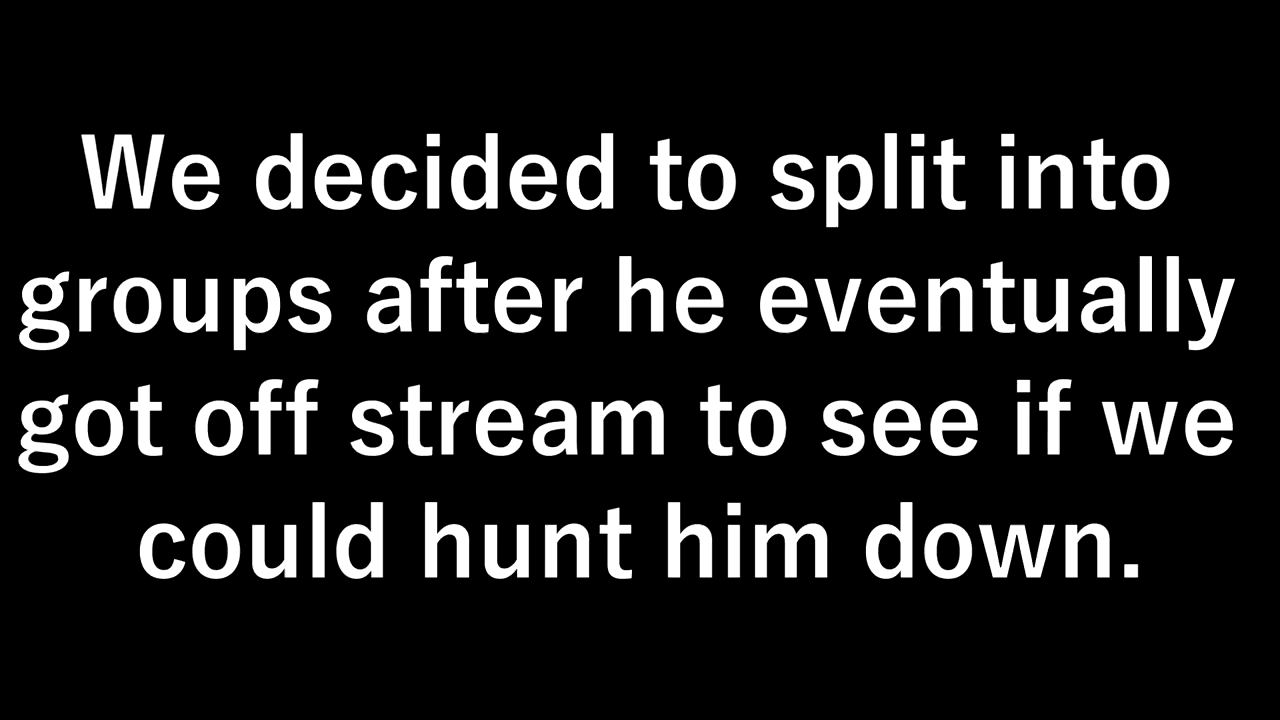 We decided to split into
groups after he eventually
got off stream to see if we
could hunt him down.